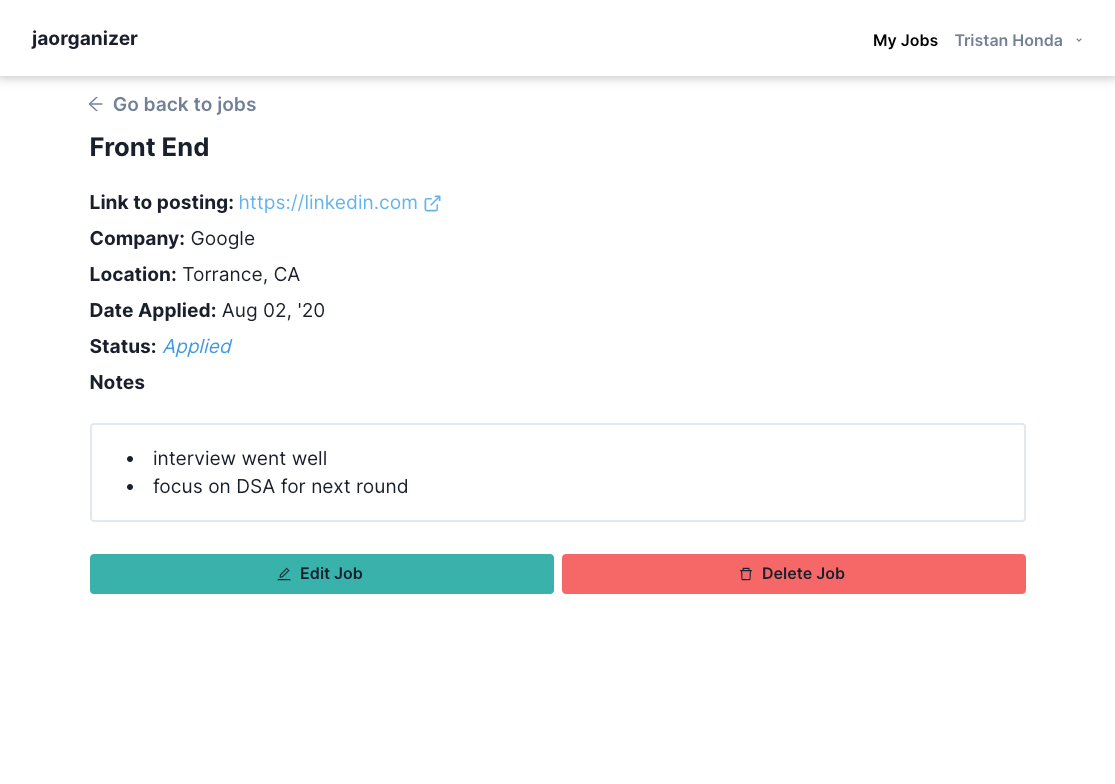 jaorganizer
My Jobs Tristan Honda
Go back to jobs
Front End
Link to posting: https://linkedin.com
Company: Google
Location: Torrance, CA
Date Applied: Aug 02, '20
Status: Applied
Notes
• interview went well
• focus on DSA for next round
Edit Job Delete Job